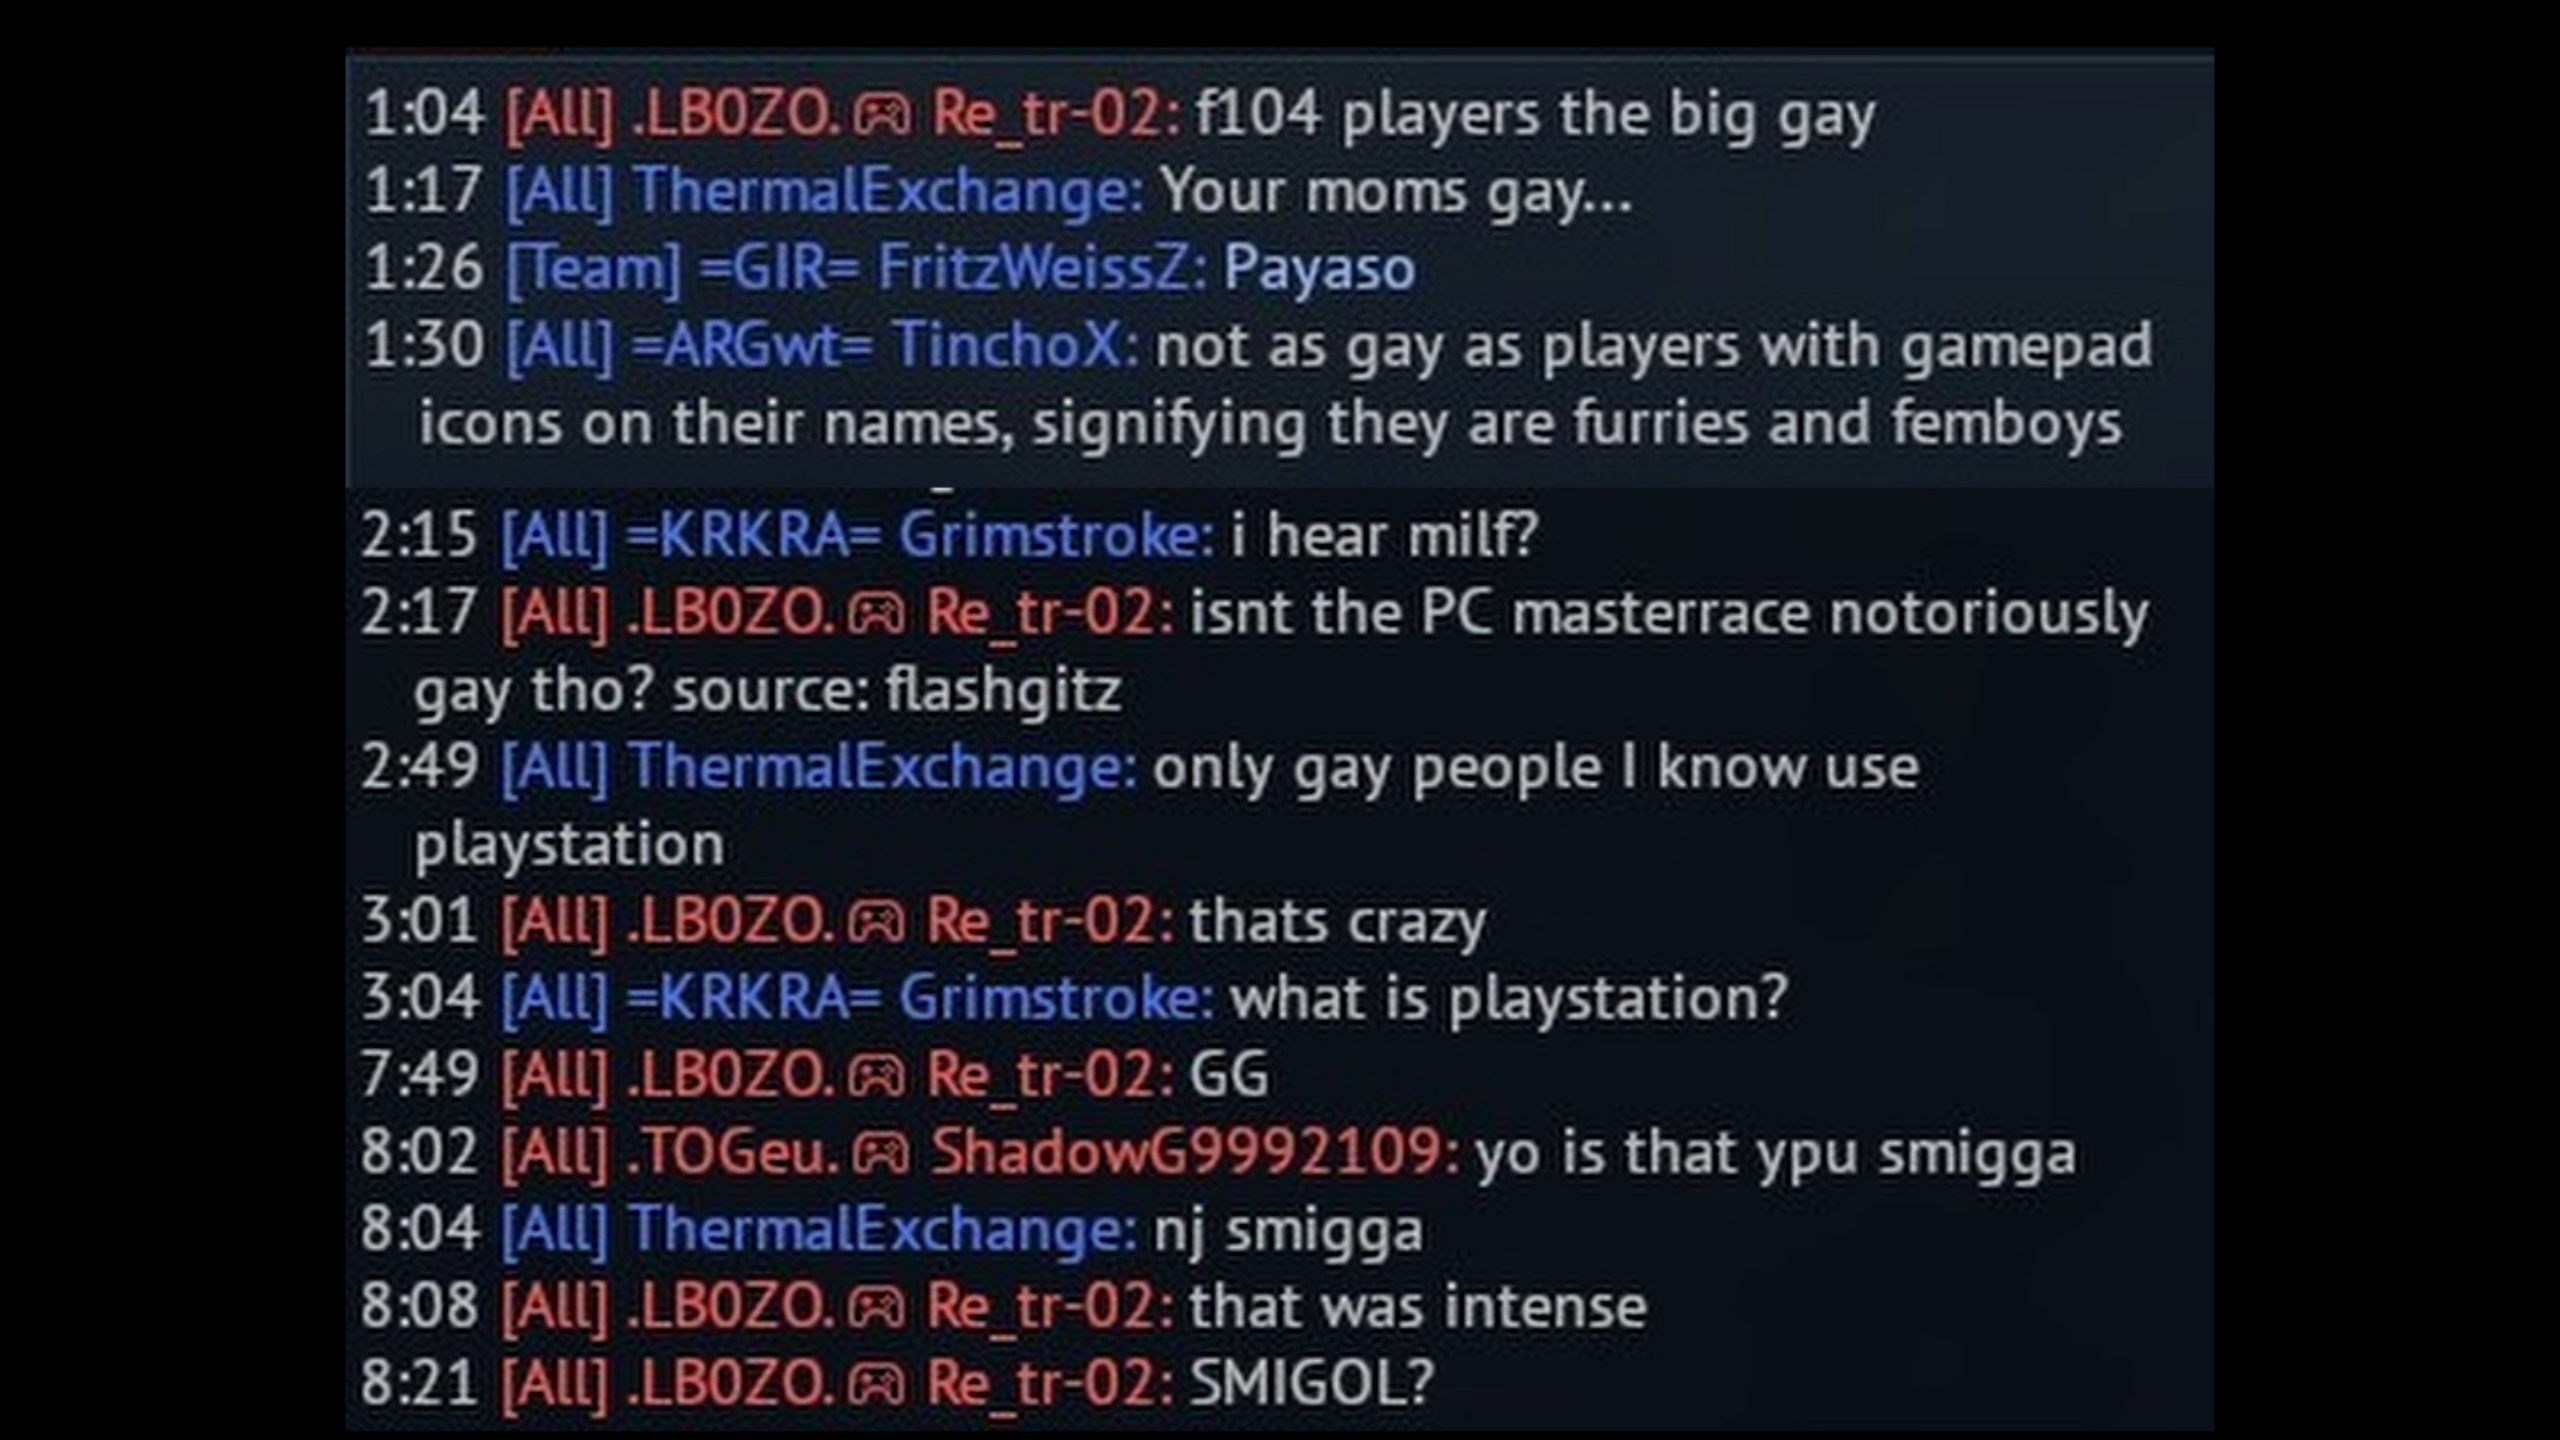 1:04 [All] .LB0ZO. Re_tr-02: f104 players the big gay
1:17 [All] ThermalExchange: Your moms gay...
1:26 [Team] =GIR= FritzWeissZ: Payaso
1:30 [All] =ARGwt= TinchoX: not as gay as players with gamepad
icons on their names, signifying they are furries and femboys
2:15 [All] =KRKRA= Grimstroke: i hear milf?
2:17 [All] .LB0ZO. Re_tr-02: isnt the PC masterrace notoriously
gay tho? source: flashgitz
2:49 [All] ThermalExchange: only gay people I know use
playstation
3:01 [All] .LB0ZO. Re_tr-02: thats crazy
3:04 [All] =KRKRA= Grimstroke: what is playstation?
7:49 [All] .LB0ZO. Re_tr-02: GG
8:02 [All] .TOGeu. ShadowG9992109: yo is that ypu smigga
8:04 [All] ThermalExchange: nj smigga
8:08 [All] .LB0ZO. Re_tr-02: that was intense
8:21 [All] .LB0ZO. Re_tr-02: SMIGOL?